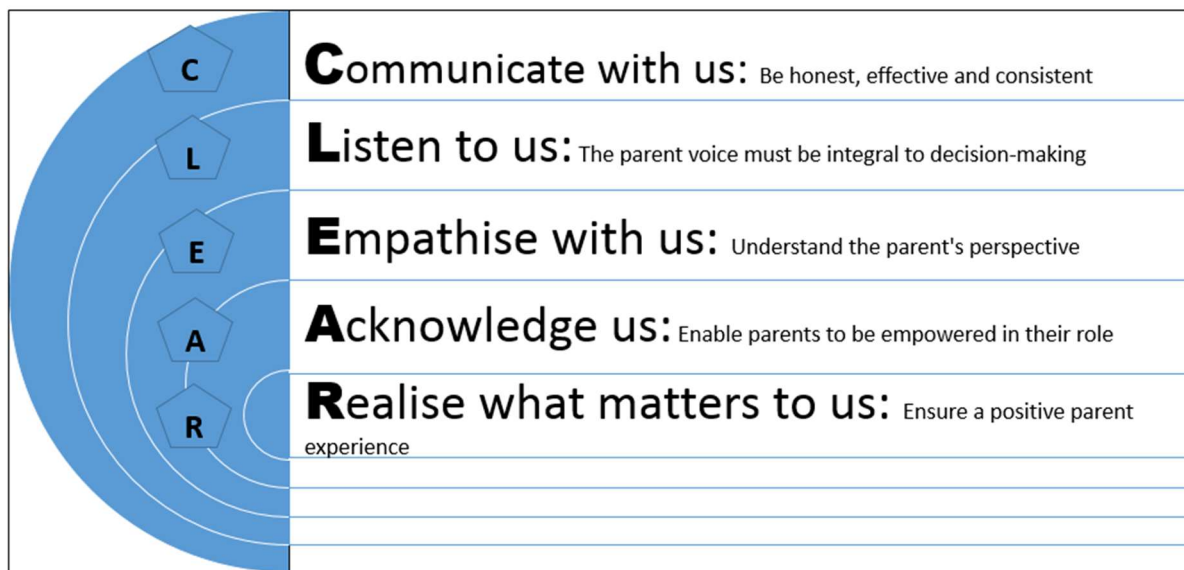 C
Communicate with us: Be honest, effective and consistent
L
Listen to us: The parent voice must be integral to decision-making
E
Empathise with us: Understand the parent's perspective
A
Acknowledge us: Enable parents to be empowered in their role
R
Realise what matters to us: Ensure a positive parent
experience